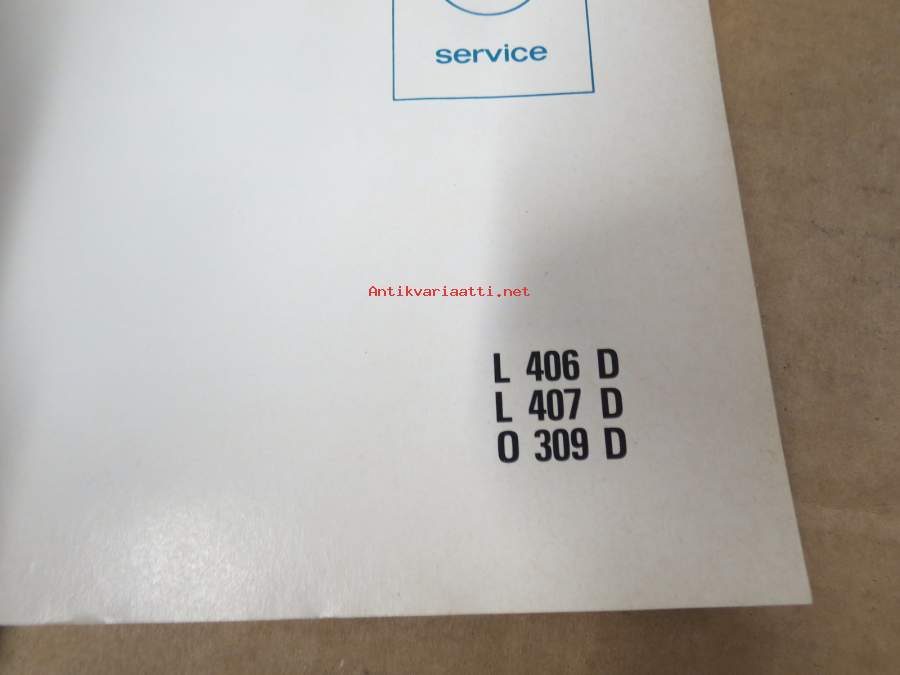 service
Antikvariaatti.net
L 406 D
L 407 D
O 309 D